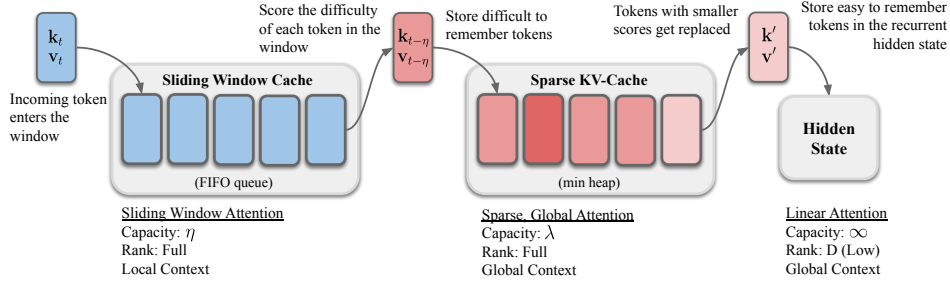 k_t
v_t
Incoming token
enters the
window
Sliding Window Cache
(FIFO queue)
Sliding Window Attention
Capacity: η
Rank: Full
Local Context
Score the difficulty
of each token in the
window
k_{t−η}
v_{t−η}
Store difficult to
remember tokens
Sparse KV-Cache
(min heap)
Sparse, Global Attention
Capacity: λ
Rank: Full
Global Context
Tokens with smaller
scores get replaced
k′
v′
Store easy to remember
tokens in the recurrent
hidden state
Hidden
State
Linear Attention
Capacity: ∞
Rank: D (Low)
Global Context